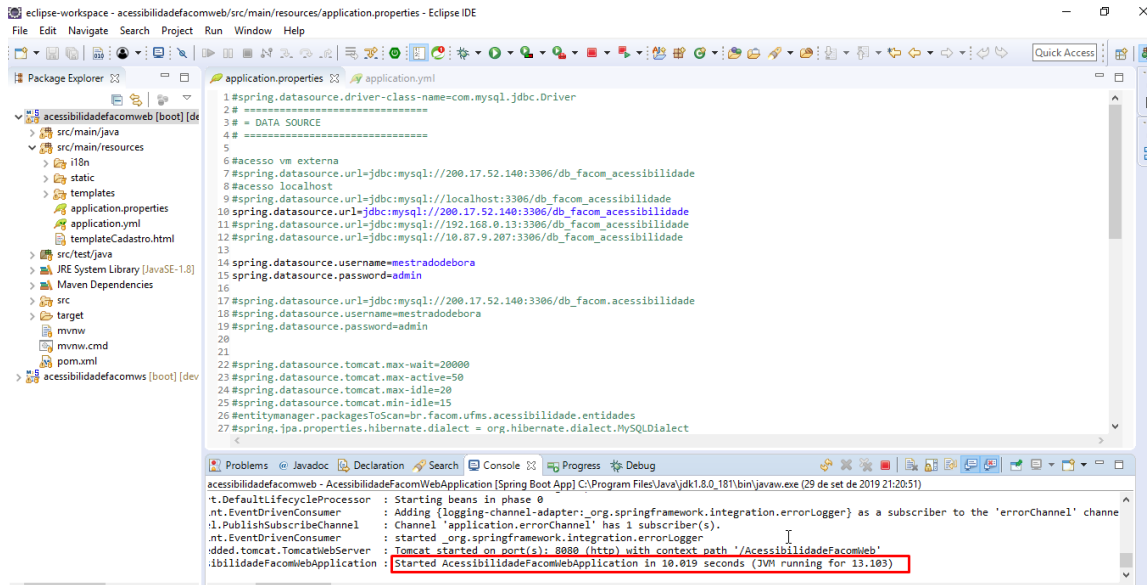 eclipse-workspace - acessibilidadefacomweb/src/main/resources/application.properties - Eclipse IDE
File Edit Navigate Search Project Run Window Help
Quick Access
Package Explorer
acessibilidadefacomweb [boot] [de
src/main/java
src/main/resources
i18n
static
templates
application.properties
application.yml
templateCadastro.html
src/test/java
JRE System Library [JavaSE-1.8]
Maven Dependencies
src
target
mvnw
mvnw.cmd
pom.xml
acessibilidadefacomws [boot] [dev
application.properties application.yml
1 #spring.datasource.driver-class-name=com.mysql.jdbc.Driver
2 # ===============================
3 # = DATA SOURCE
4 # ===============================
5
6 #acesso vm externa
7 #spring.datasource.url=jdbc:mysql://200.17.52.140:3306/db_facom_acessibilidade
8 #acesso localhost
9 #spring.datasource.url=jdbc:mysql://localhost:3306/db_facom_acessibilidade
10 spring.datasource.url=jdbc:mysql://200.17.52.140:3306/db_facom_acessibilidade
11 #spring.datasource.url=jdbc:mysql://192.168.0.13:3306/db_facom_acessibilidade
12 #spring.datasource.url=jdbc:mysql://10.87.9.207:3306/db_facom_acessibilidade
13
14 spring.datasource.username=mestradodebora
15 spring.datasource.password=admin
16
17 #spring.datasource.url=jdbc:mysql://200.17.52.140:3306/db_facom.acessibilidade
18 #spring.datasource.username=mestradodebora
19 #spring.datasource.password=admin
20
21
22 #spring.datasource.tomcat.max-wait=20000
23 #spring.datasource.tomcat.max-active=50
24 #spring.datasource.tomcat.max-idle=20
25 #spring.datasource.tomcat.min-idle=15
26 #entitymanager.packagesToScan=br.facom.ufms.acessibilidade.entidades
27 #spring.jpa.properties.hibernate.dialect = org.hibernate.dialect.MySQLDialect
Problems Javadoc Declaration Search Console Progress Debug
acessibilidadefacomweb - AcessibilidadeFacomWebApplication [Spring Boot App] C:\Program Files\Java\jdk1.8.0_181\bin\javaw.exe (29 de set de 2019 21:20:51)
't.DefaultLifecycleProcessor : Starting beans in phase 0
.nt.EventDrivenConsumer : Adding {logging-channel-adapter:_org.springframework.integration.errorLogger} as a subscriber to the 'errorChannel' channe
:l.PublishSubscribeChannel : Channel 'application.errorChannel' has 1 subscriber(s).
.nt.EventDrivenConsumer : started _org.springframework.integration.errorLogger
:dded.tomcat.TomcatWebServer : Tomcat started on port(s): 8080 (http) with context path '/AcessibilidadeFacomWeb'
:ibilidadeFacomWebApplication : Started AcessibilidadeFacomWebApplication in 10.019 seconds (JVM running for 13.103)